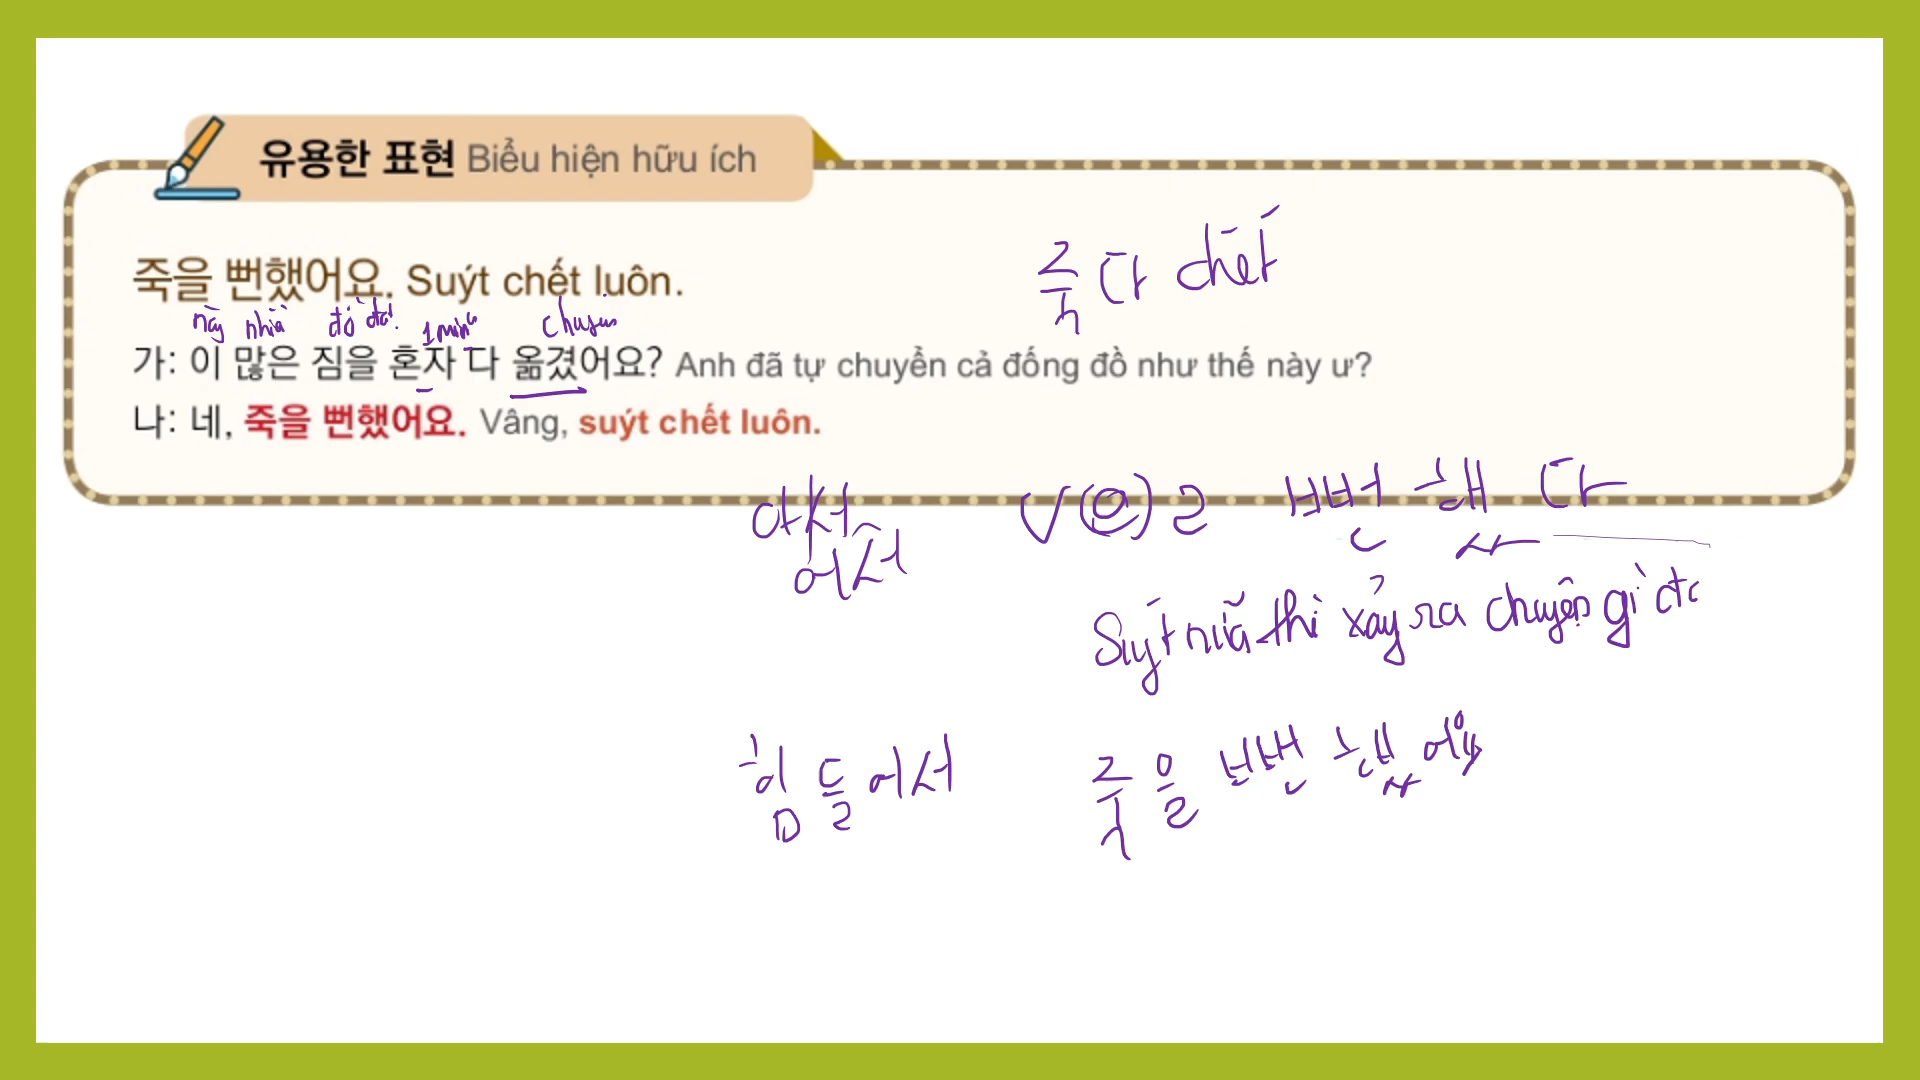 유용한 표현 Biểu hiện hữu ích
죽다 chết
죽을 뻔했어요. Suýt chết luôn.
này nhiều đồ đạc 1 mình chuyển
가: 이 많은 짐을 혼자 다 옮겼어요? Anh đã tự chuyển cả đống đồ như thế này ư?
나: 네, 죽을 뻔했어요. Vâng, suýt chết luôn.
아서 V(으)ㄹ 뻔했다
어서
Suýt nữa thì xảy ra chuyện gì đó
힘들어서 죽을 뻔했어요